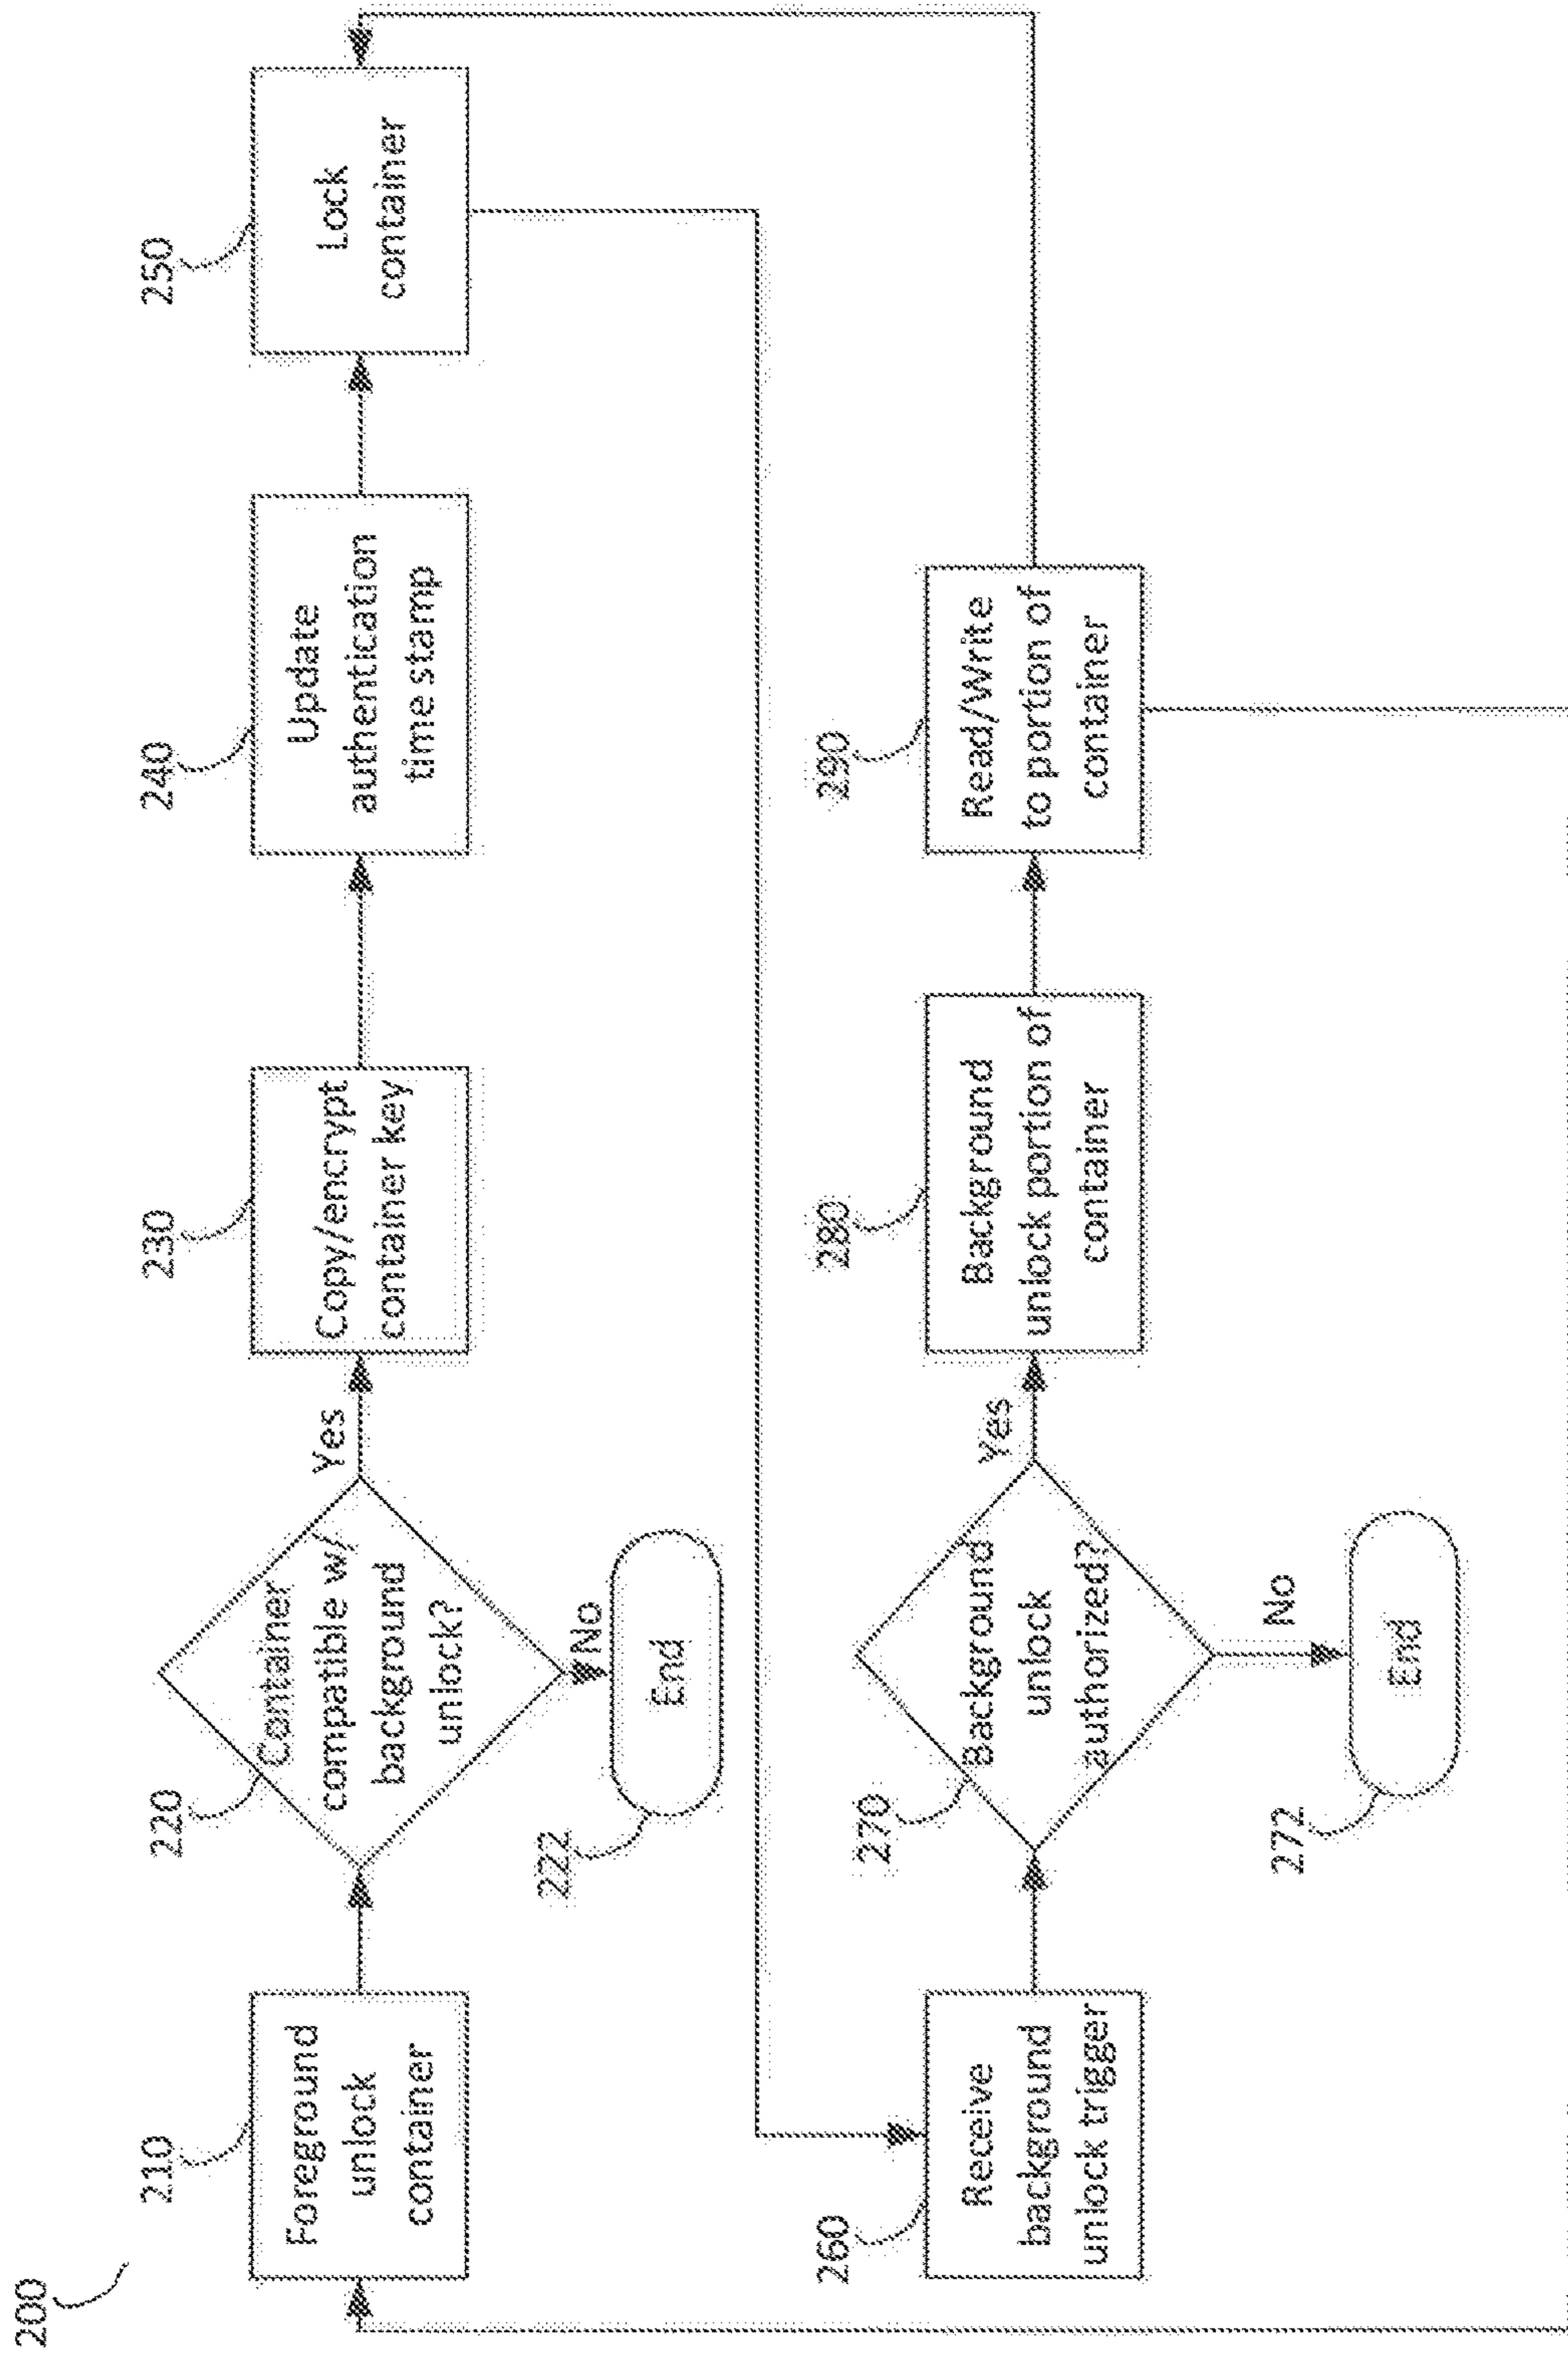 200
210
Foreground
unlock
container
220
Container
compatible w/
background
unlock?
Yes
No
222
End
230
Copy/encrypt
container key
240
Update
authentication
time stamp
250
Lock
container
260
Receive
background
unlock trigger
270
Background
unlock
authorized?
Yes
No
272
End
280
Background
unlock portion of
container
290
Read/Write
to portion of
container